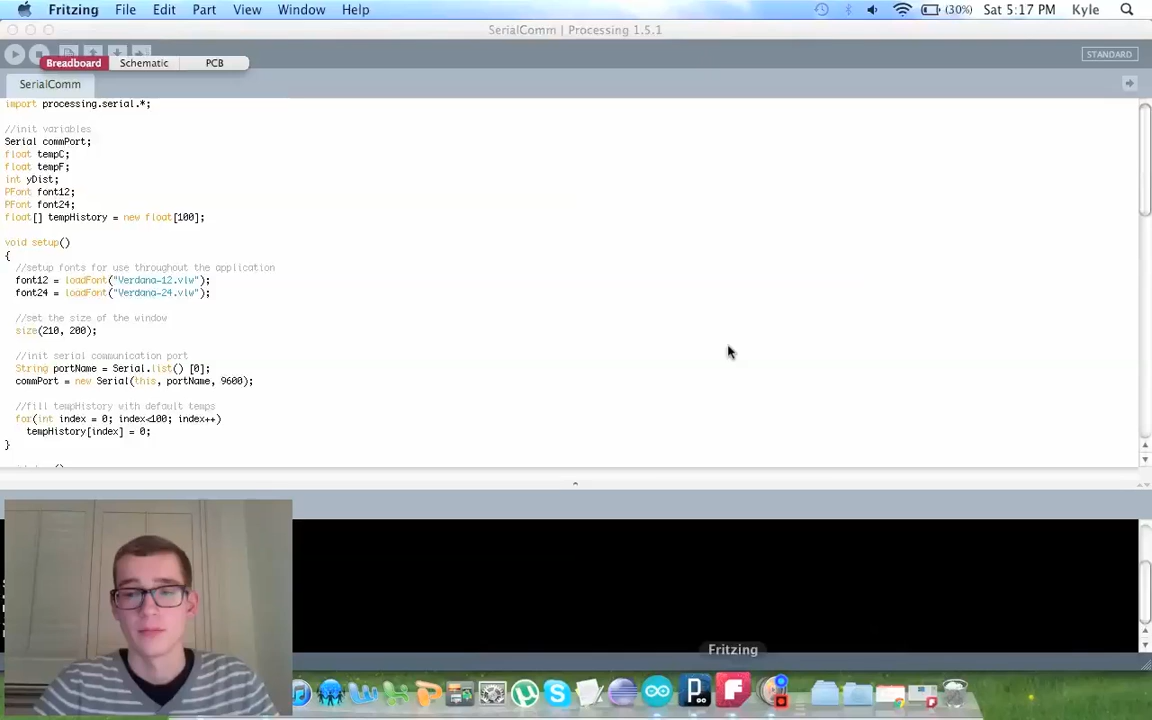 Fritzing File Edit Part View Window Help (30%) Sat 5:17 PM Kyle
SerialComm | Processing 1.5.1
STANDARD
Breadboard Schematic PCB
SerialComm
import processing.serial.*;
//init variables
Serial commPort;
float tempC;
float tempF;
int yDist;
PFont font12;
PFont font24;
float[] tempHistory = new float[100];
void setup()
{
//setup fonts for use throughout the application
font12 = loadFont("Verdana-12.vlw");
font24 = loadFont("Verdana-24.vlw");
//set the size of the window
size(210, 200);
//init serial communication port
String portName = Serial.list() [0];
commPort = new Serial(this, portName, 9600);
//fill tempHistory with default temps
for(int index = 0; index<100; index++)
tempHistory[index] = 0;
}
Fritzing